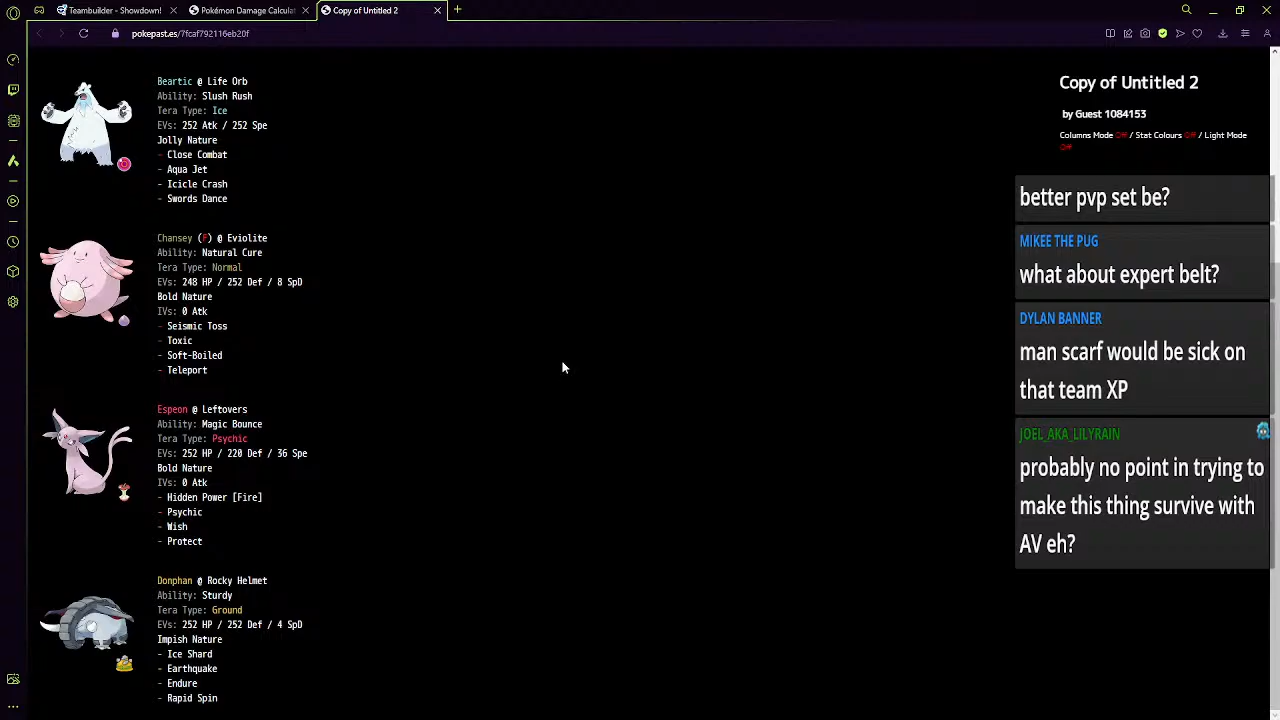 Teambuilder - Showdown!
Pokémon Damage Calculat
Copy of Untitled 2
pokepast.es/7fcaf792116eb20f
Beartic @ Life Orb
Ability: Slush Rush
Tera Type: Ice
EVs: 252 Atk / 252 Spe
Jolly Nature
- Close Combat
- Aqua Jet
- Icicle Crash
- Swords Dance
Chansey (F) @ Eviolite
Ability: Natural Cure
Tera Type: Normal
EVs: 248 HP / 252 Def / 8 SpD
Bold Nature
IVs: 0 Atk
- Seismic Toss
- Toxic
- Soft-Boiled
- Teleport
Espeon @ Leftovers
Ability: Magic Bounce
Tera Type: Psychic
EVs: 252 HP / 220 Def / 36 Spe
Bold Nature
IVs: 0 Atk
- Hidden Power [Fire]
- Psychic
- Wish
- Protect
Donphan @ Rocky Helmet
Ability: Sturdy
Tera Type: Ground
EVs: 252 HP / 252 Def / 4 SpD
Impish Nature
- Ice Shard
- Earthquake
- Endure
- Rapid Spin
Copy of Untitled 2
by Guest 1084153
Columns Mode Off / Stat Colours Off / Light Mode
Off
better pvp set be?
MIKEE THE PUG
what about expert belt?
DYLAN BANNER
man scarf would be sick on
that team XP
JOEL_AKA_LILYRAIN
probably no point in trying to
make this thing survive with
AV eh?